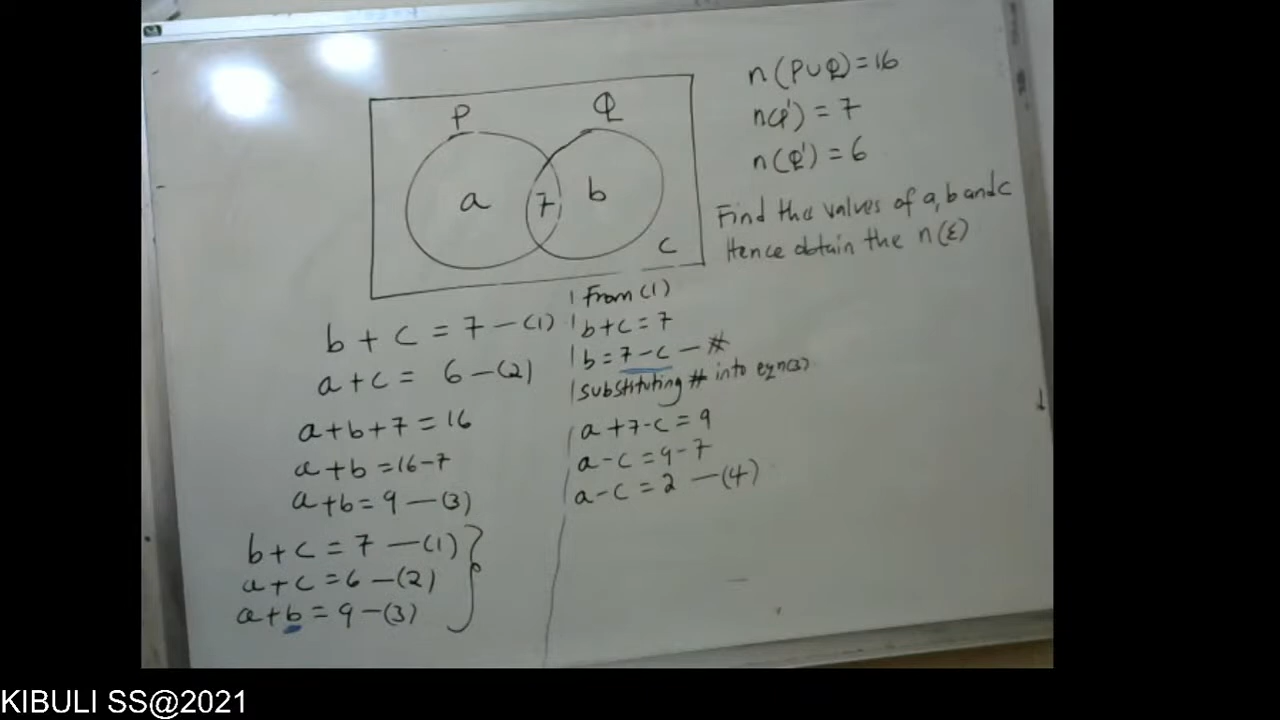 n(PUQ)=16
n(P')=7
n(Q')=6
Find the values of a, b and c
Hence obtain the n(Ɛ)
P
Q
a
7
b
c
b+c=7—(1)
a+c=6—(2)
a+b+7=16
a+b=16-7
a+b=9—(3)
b+c=7—(1)
a+c=6—(2)
a+b=9—(3)
From (1)
b+c=7
b=7-c—#
substituting # into eqn(3)
a+7-c=9
a-c=9-7
a-c=2—(4)
KIBULI SS@2021